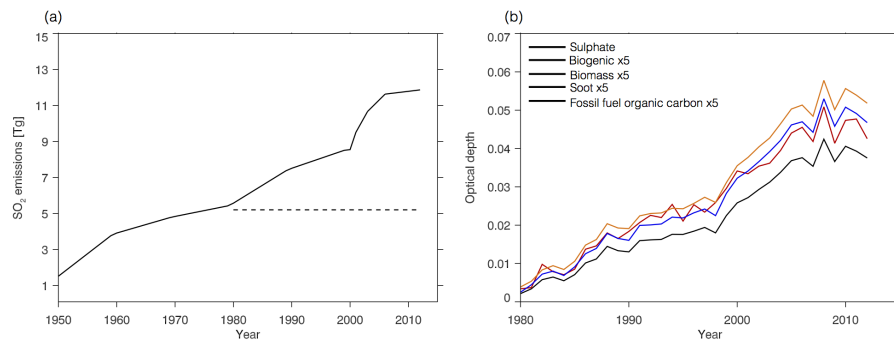 (a)
15
13
11
9
7
5
3
1
SO2 emissions [Tg]
1950 1960 1970 1980 1990 2000 2010
Year
(b)
0.07
0.06
0.05
0.04
0.03
0.02
0.01
0
Optical depth
Sulphate
Biogenic x5
Biomass x5
Soot x5
Fossil fuel organic carbon x5
1980 1990 2000 2010
Year